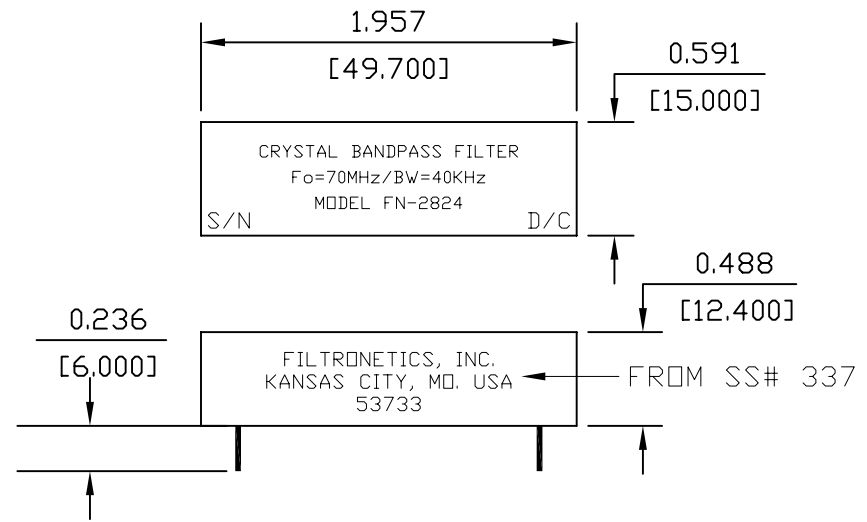 1.957
[49.700]
0.591
[15.000]
CRYSTAL BANDPASS FILTER
Fo=70MHz/BW=40KHz
MODEL FN-2824
S/N D/C
0.488
[12.400]
0.236
[6.000]
FILTRONETICS, INC.
KANSAS CITY, MO. USA
53733
FROM SS# 337